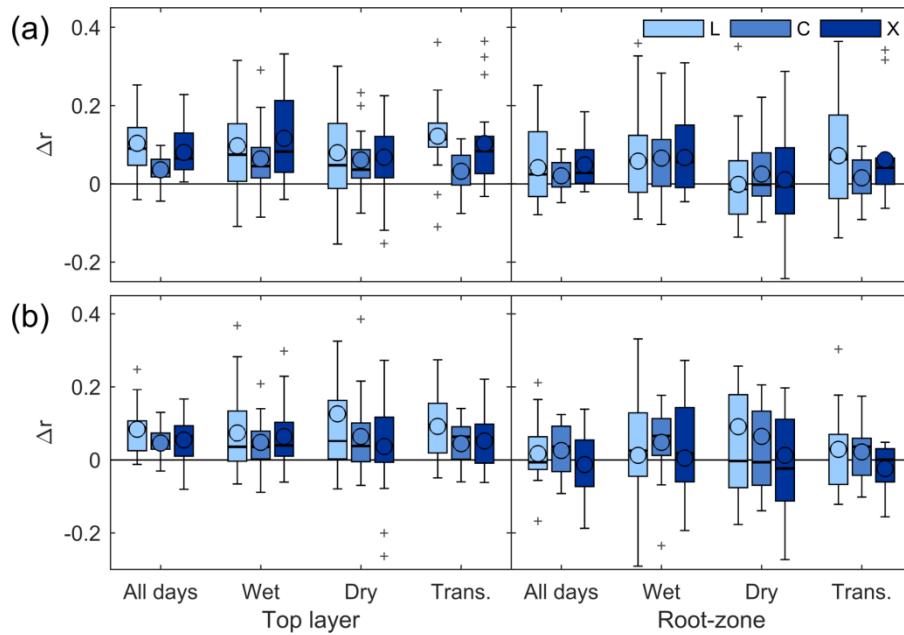 (a)
L C X
Δr
0.4
0.2
0
-0.2
(b)
Δr
0.4
0.2
0
-0.2
All days Wet Dry Trans. All days Wet Dry Trans.
Top layer Root-zone